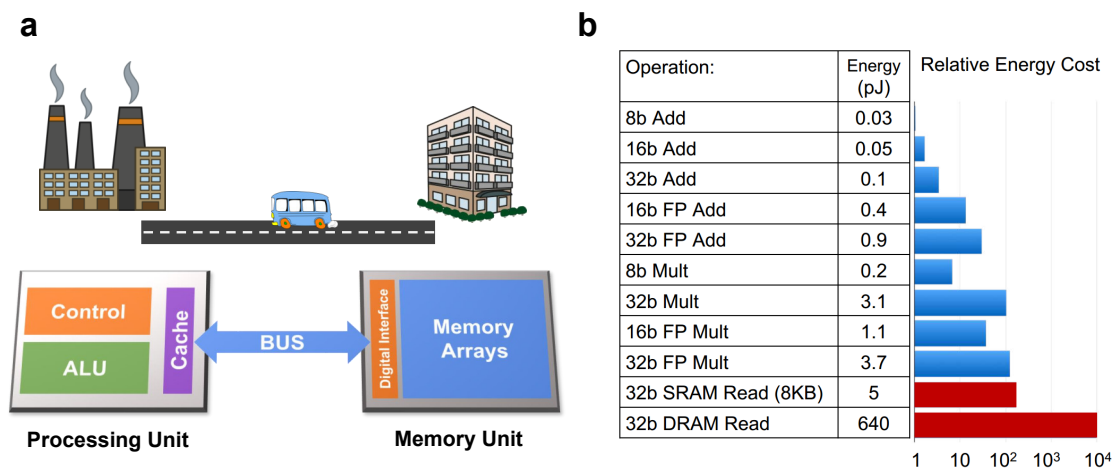 a
Control
ALU
Cache
BUS
Digital Interface
Memory
Arrays
Processing Unit
Memory Unit
b
Operation: Energy (pJ) Relative Energy Cost
8b Add 0.03
16b Add 0.05
32b Add 0.1
16b FP Add 0.4
32b FP Add 0.9
8b Mult 0.2
32b Mult 3.1
16b FP Mult 1.1
32b FP Mult 3.7
32b SRAM Read (8KB) 5
32b DRAM Read 640
1 10 10² 10³ 10⁴